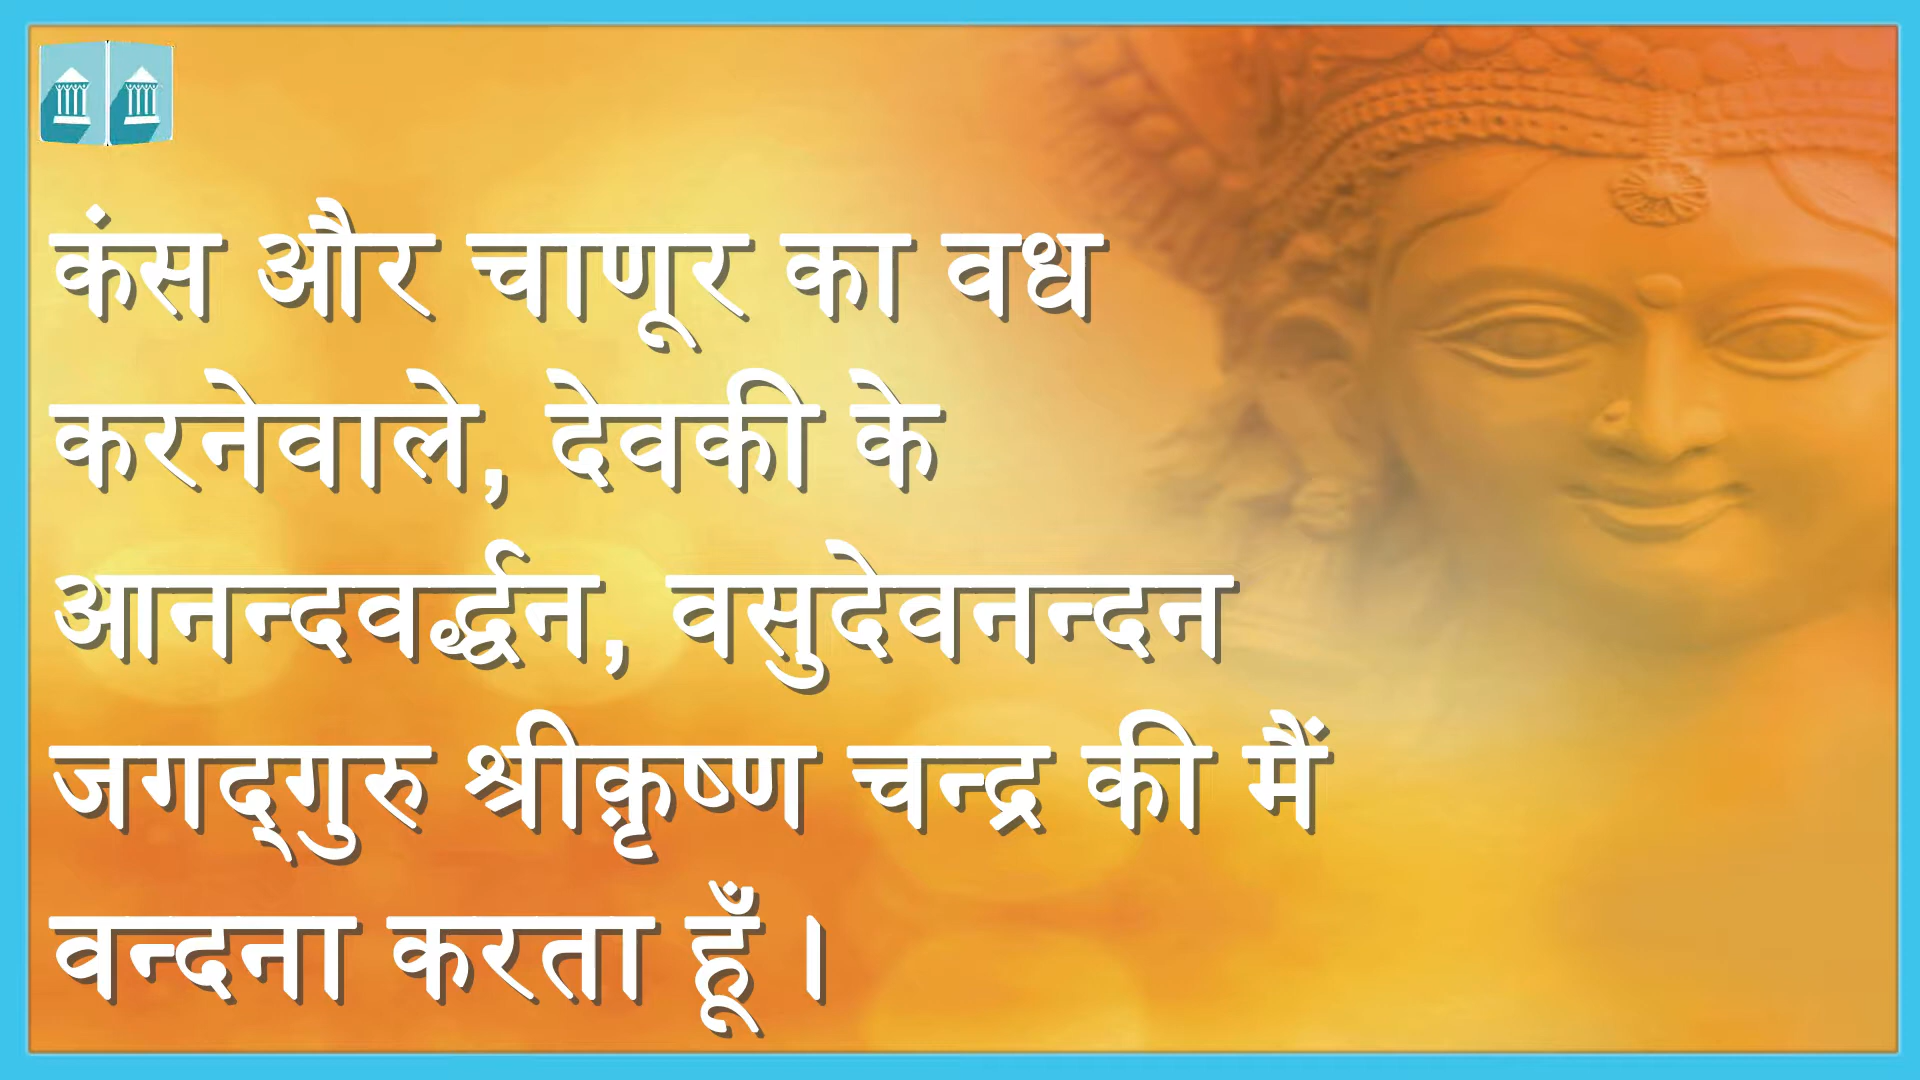 कंस और चाणूर का वध
करनेवाले, देवकी के
आनन्दवर्द्धन, वसुदेवनन्दन
जगद्गुरु श्रीकृष्ण चन्द्र की मैं
वन्दना करता हूँ ।